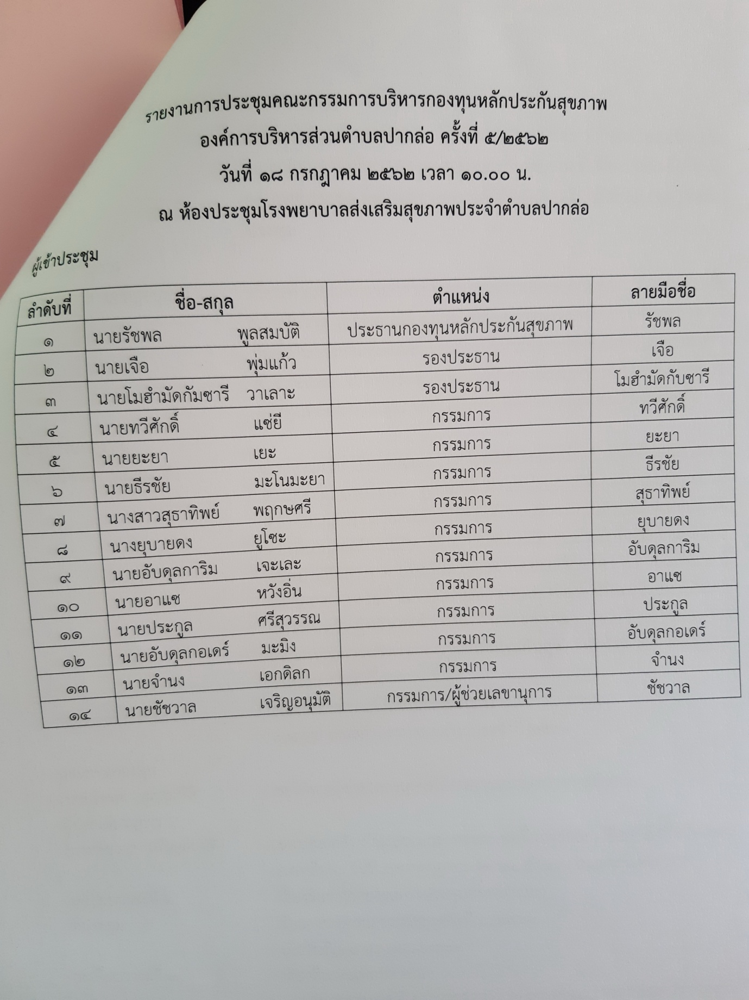 รายงานการประชุมคณะกรรมการบริหารกองทุนหลักประกันสุขภาพ
องค์การบริหารส่วนตำบลปากล่อ ครั้งที่ ๕/๒๕๖๒
วันที่ ๑๘ กรกฎาคม ๒๕๖๒ เวลา ๑๐.๐๐ น.
ณ ห้องประชุมโรงพยาบาลส่งเสริมสุขภาพประจำตำบลปากล่อ
ผู้เข้าประชุม
ลำดับที่ ชื่อ-สกุล ตำแหน่ง ลายมือชื่อ
๑ นายรัชพล พูลสมบัติ ประธานกองทุนหลักประกันสุขภาพ รัชพล
๒ นายเจือ พุ่มแก้ว รองประธาน เจือ
๓ นายโมฮำมัดกัมซารี วาเลาะ รองประธาน โมฮำมัดกับซารี
๔ นายทวีศักดิ์ แซ่ยี กรรมการ ทวีศักดิ์
๕ นายยะยา เยะ กรรมการ ยะยา
๖ นายธีรชัย มะโนมะยา กรรมการ ธีรชัย
๗ นางสาวสุธาทิพย์ พฤกษศรี กรรมการ สุธาทิพย์
๘ นางยุบายดง ยูโซะ กรรมการ ยุบายดง
๙ นายอับดุลการิม เจะเละ กรรมการ อับดุลการิม
๑๐ นายอาแซ หวังอิ่น กรรมการ อาแซ
๑๑ นายประกูล ศรีสุวรรณ กรรมการ ประกูล
๑๒ นายอับดุลกอเดร์ มะมิง กรรมการ อับดุลกอเดร์
๑๓ นายจำนง เอกดิลก กรรมการ จำนง
๑๔ นายชัชวาล เจริญอนุมัติ กรรมการ/ผู้ช่วยเลขานุการ ชัชวาล